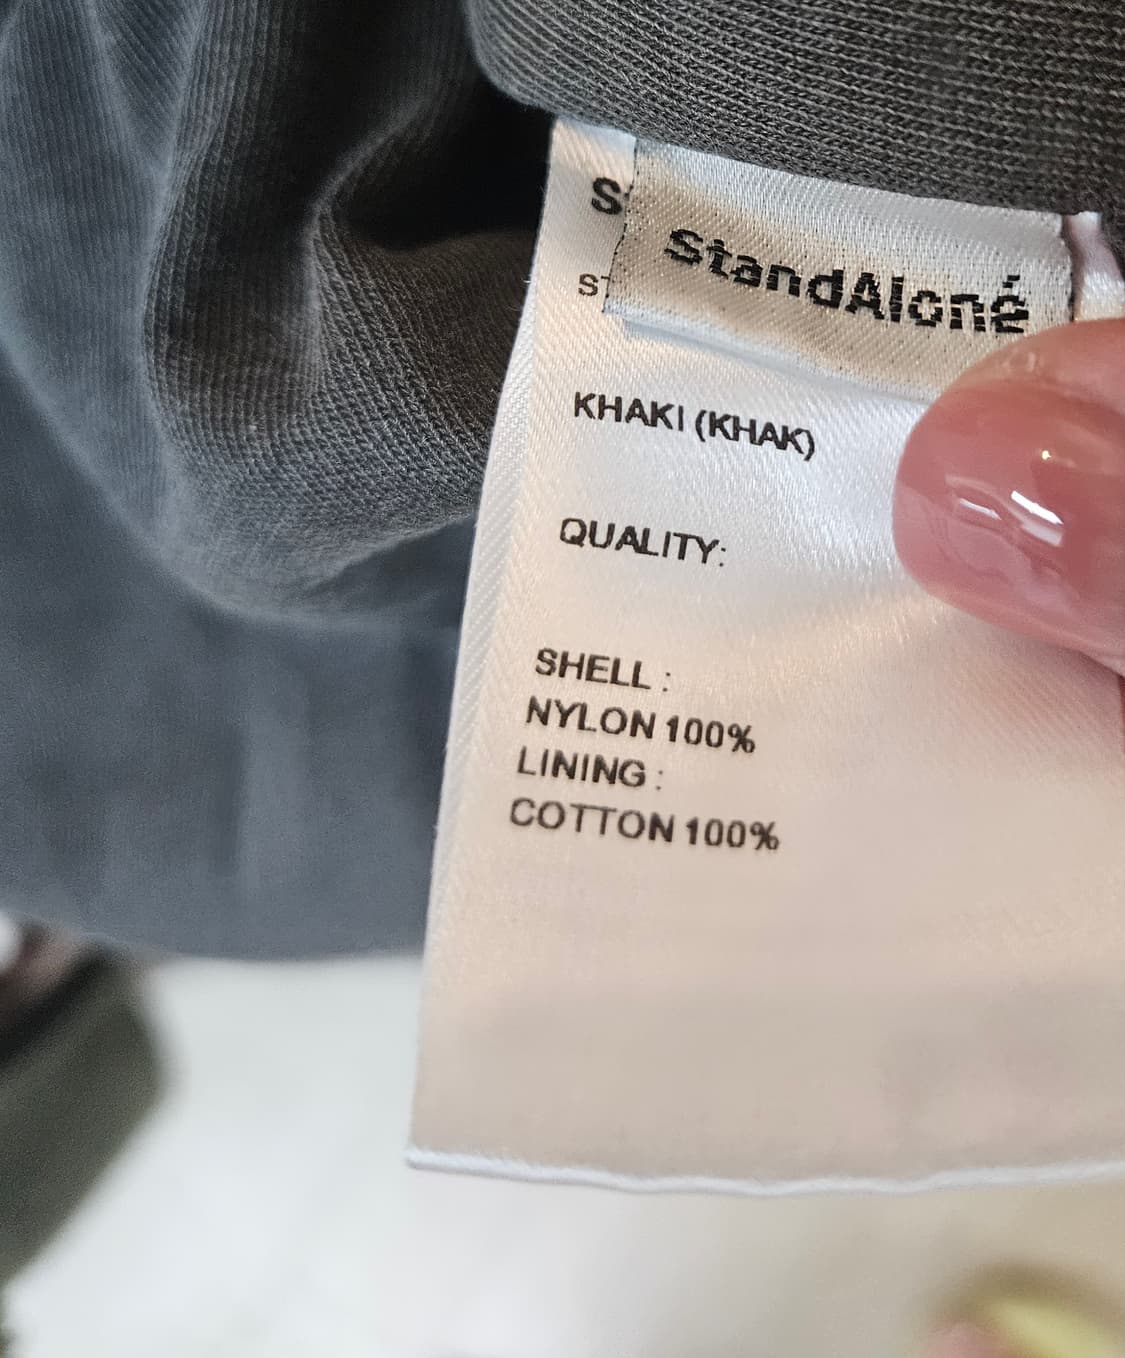 StandAloné
KHAKI (KHAK)
QUALITY:
SHELL :
NYLON 100%
LINING :
COTTON 100%